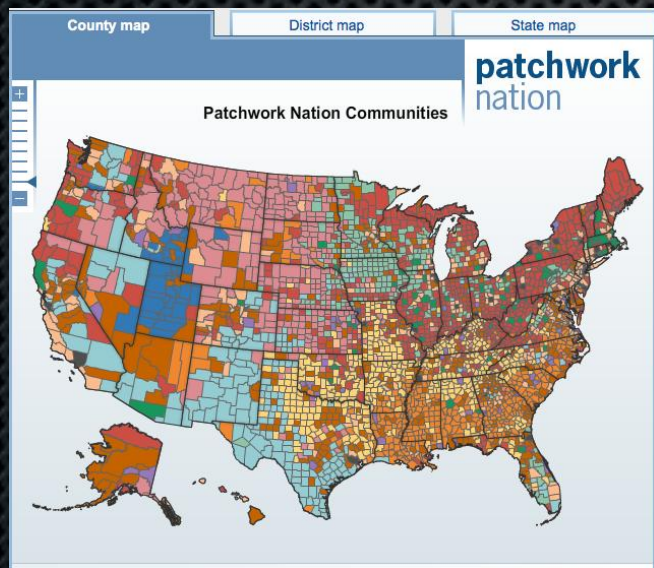 County map
District map
State map
patchwork
nation
Patchwork Nation Communities
+
−